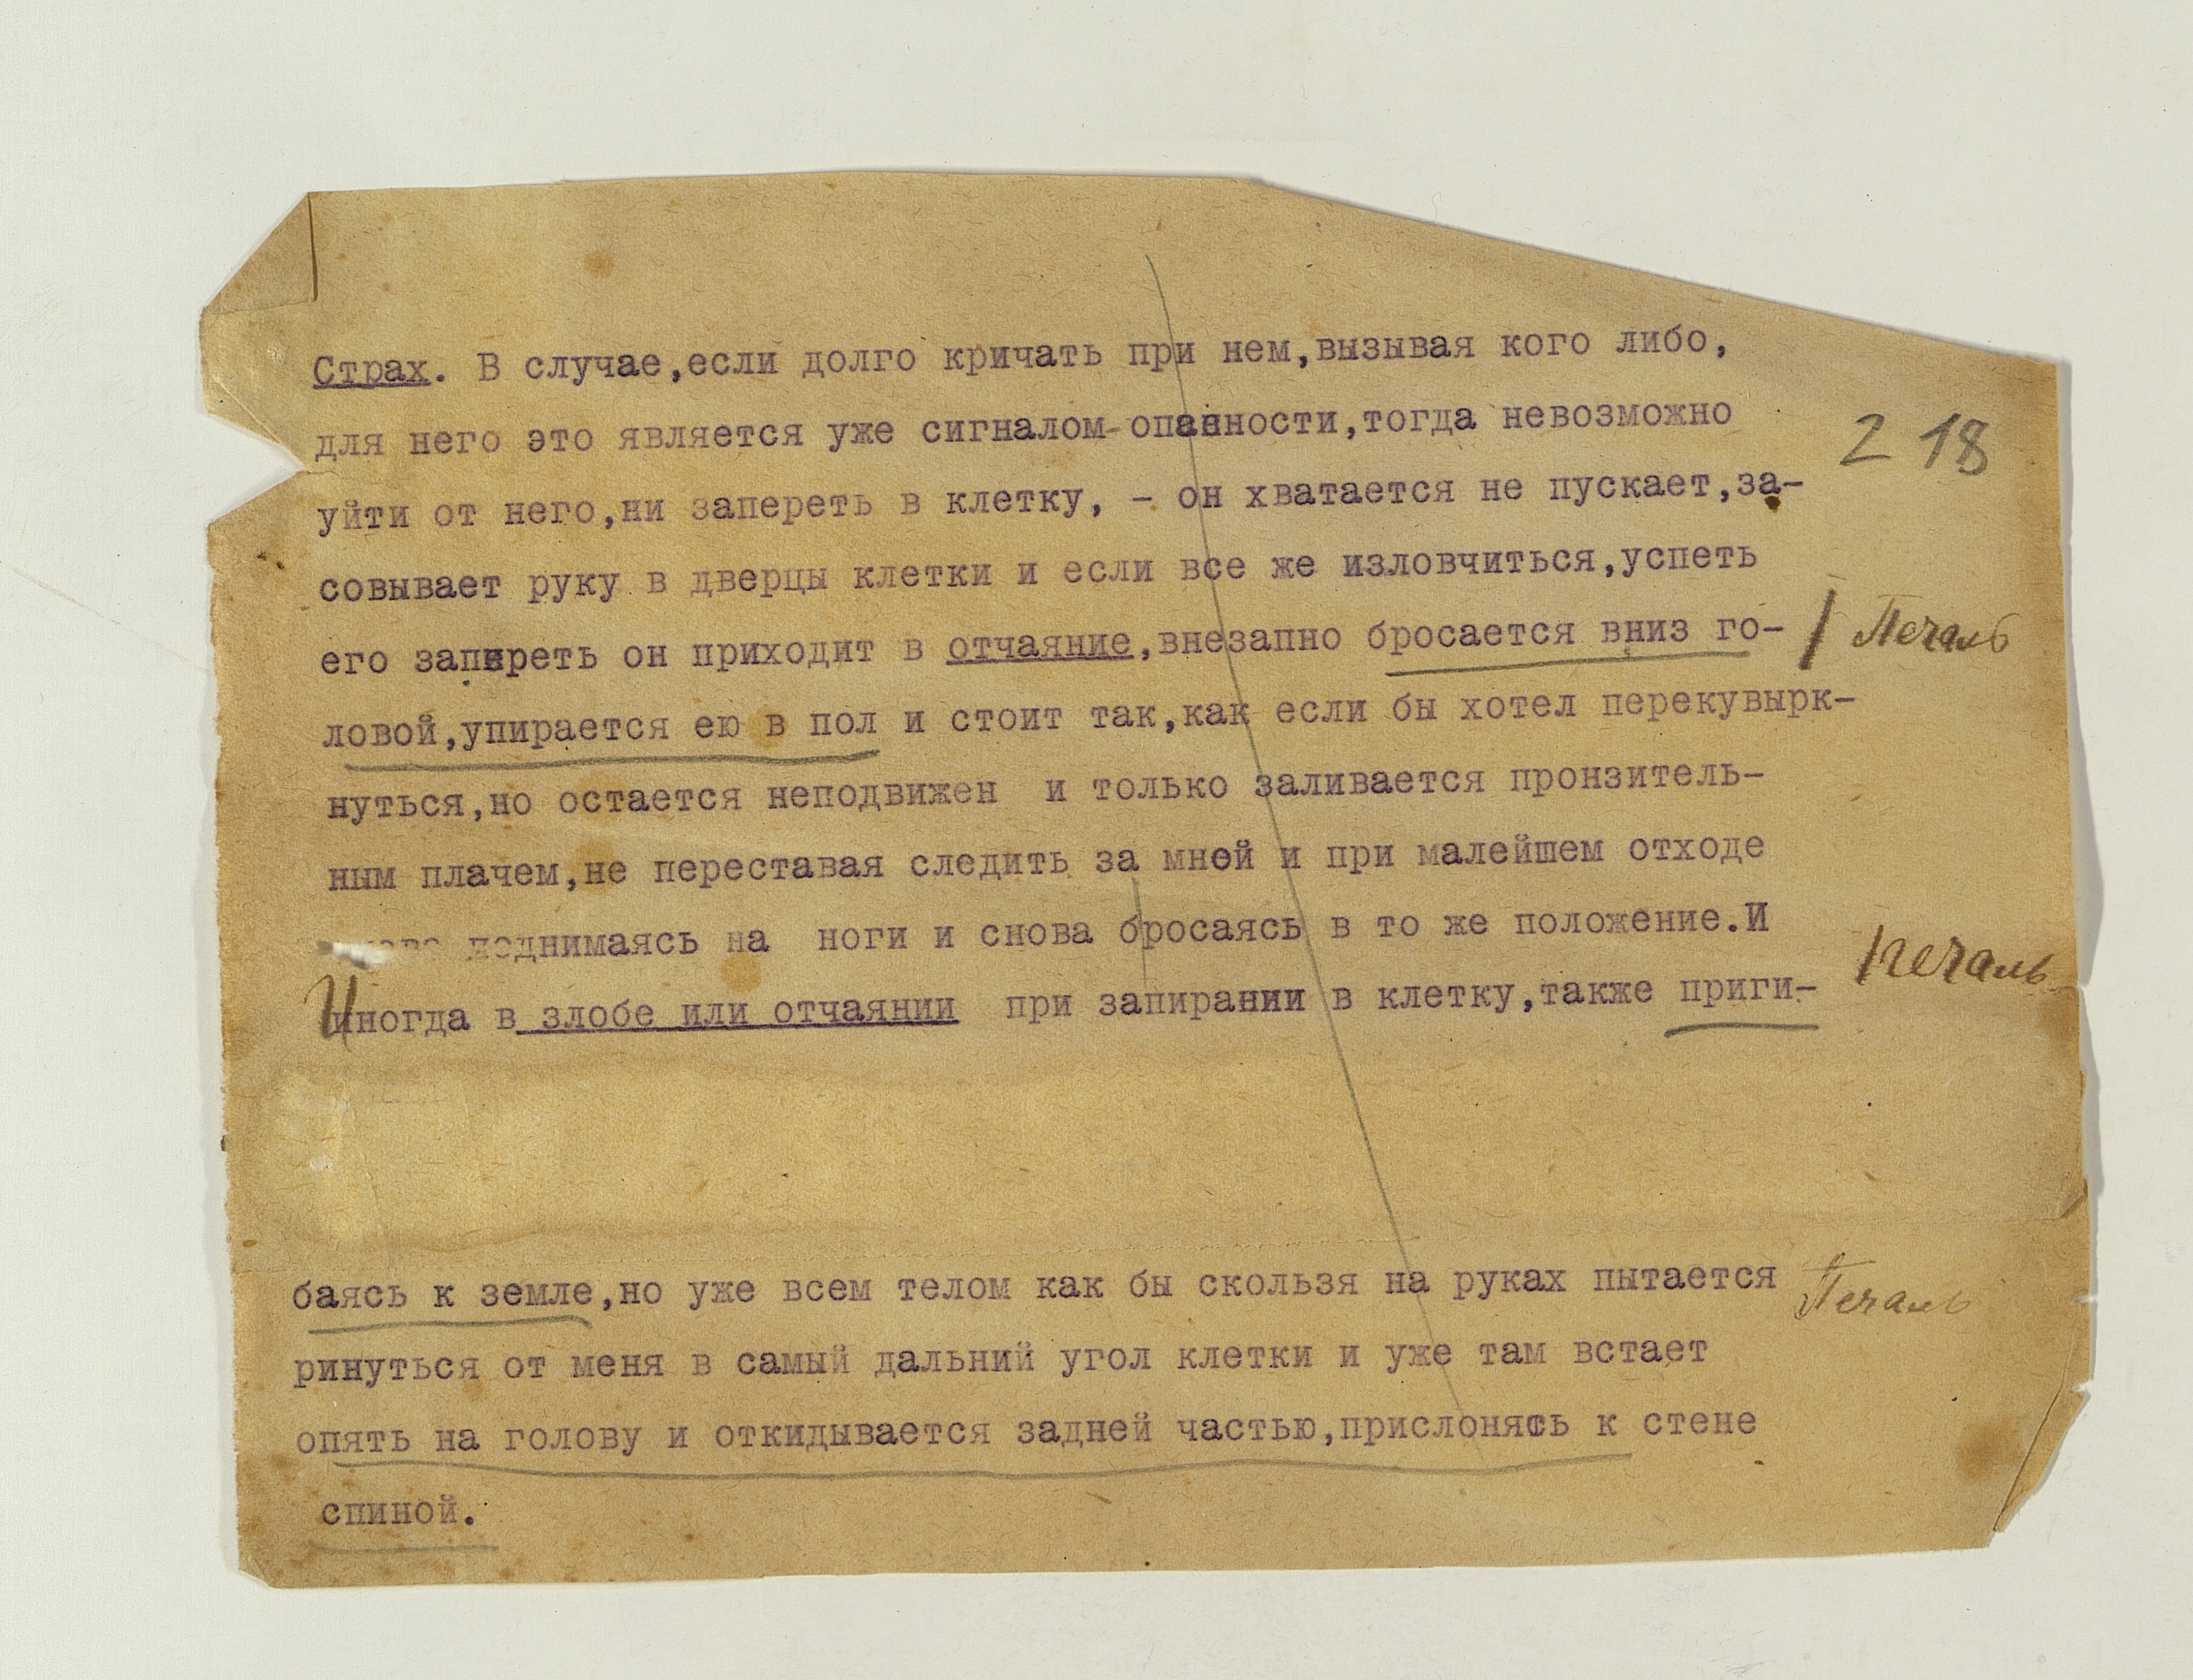 Страх. В случае,если долго кричать при нем,вызывая кого либо,
для него это является уже сигналом опасности,тогда невозможно
2 18
уйти от него,ни запереть в клетку, - он хватается не пускает,за-
совывает руку в дверцы клетки и если все же изловчиться,успеть
его запереть он приходит в отчаяние,внезапно бросается вниз го-
Печаль
ловой,упирается ею в пол и стоит так,как если бы хотел перекувырк-
нуться,но остается неподвижен и только заливается пронзитель-
ным плачем,не переставая следить за мной и при малейшем отходе
поднимаясь на ноги и снова бросаясь в то же положение.И
Печаль
Иногда в злобе или отчаянии при запирании в клетку,также приги-
баясь к земле,но уже всем телом как бы скользя на руках пытается
Печаль
ринуться от меня в самый дальний угол клетки и уже там встает
опять на голову и откидывается задней частью,прислонясь к стене
спиной.